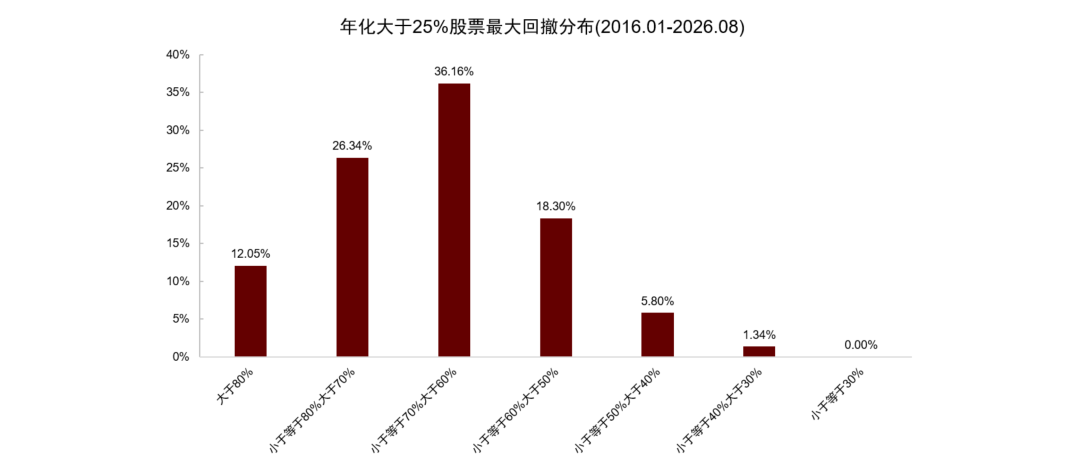 年化大于25%股票最大回撤分布(2016.01-2026.08)
40%
35%
30%
25%
20%
15%
10%
5%
0%
12.05%
26.34%
36.16%
18.30%
5.80%
1.34%
0.00%
大于80%
小于等于80%大于70%
小于等于70%大于60%
小于等于60%大于50%
小于等于50%大于40%
小于等于40%大于30%
小于等于30%